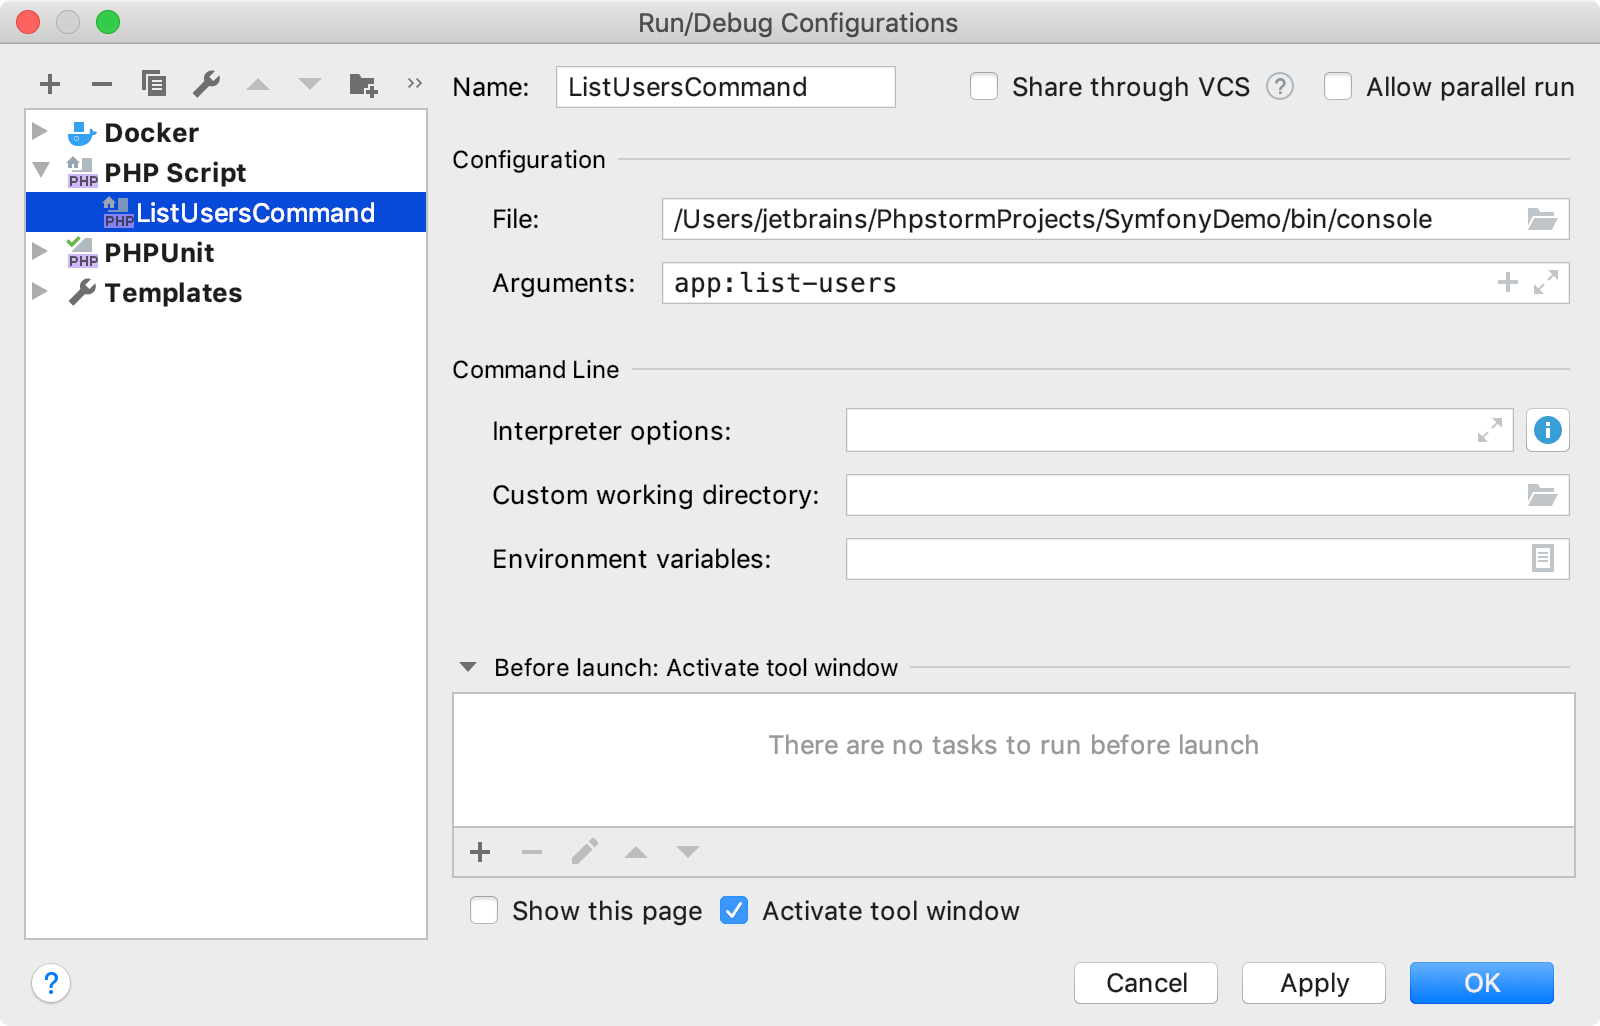 Run/Debug Configurations
Name: ListUsersCommand Share through VCS ? Allow parallel run
Docker
PHP Script
PHP
ListUsersCommand
PHP
PHPUnit
PHP
Templates
Configuration
File: /Users/jetbrains/PhpstormProjects/SymfonyDemo/bin/console
Arguments: app:list-users
Command Line
Interpreter options:
Custom working directory:
Environment variables:
Before launch: Activate tool window
There are no tasks to run before launch
Show this page Activate tool window
? Cancel Apply OK